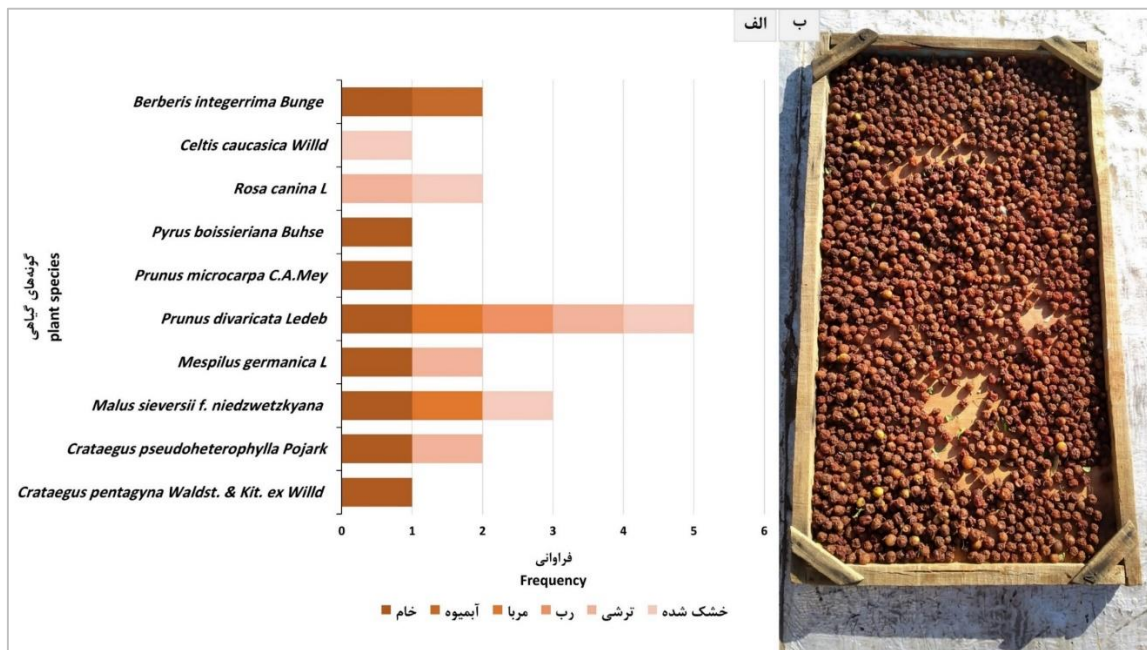 الف
ب
Berberis integerrima Bunge
Celtis caucasica Willd
Rosa canina L
Pyrus boissieriana Buhse
Prunus microcarpa C.A.Mey
Prunus divaricata Ledeb
Mespilus germanica L
Malus sieversii f. niedzwetzkyana
Crataegus pseudoheterophylla Pojark
Crataegus pentagyna Waldst. & Kit. ex Willd
گونه‌های گیاهی
plant species
0 1 2 3 4 5 6
فراوانی
Frequency
خام آبمیوه مربا رب ترشی خشک شده